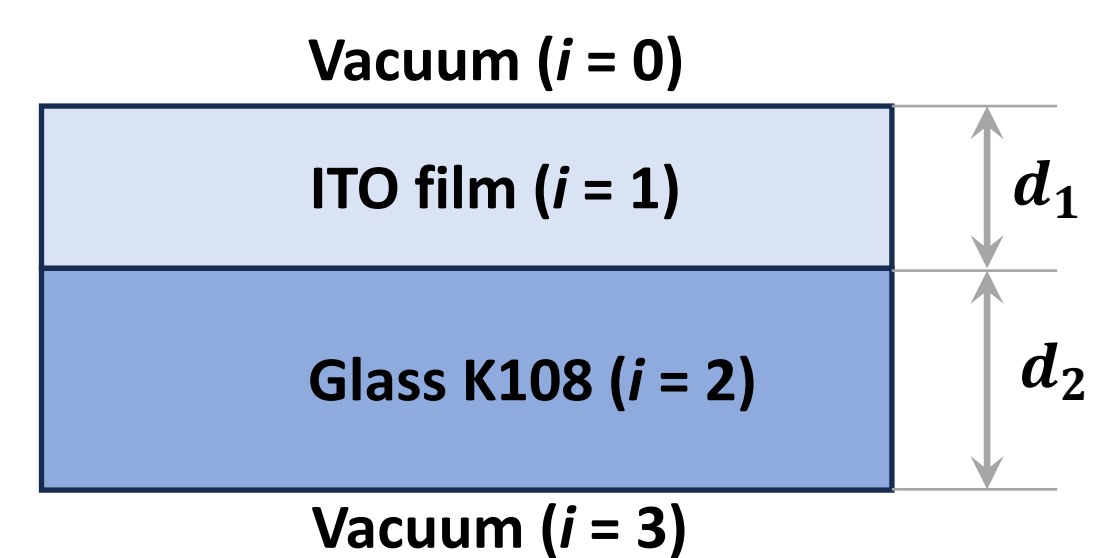 Vacuum (i = 0)
ITO film (i = 1)
d₁
Glass K108 (i = 2)
d₂
Vacuum (i = 3)